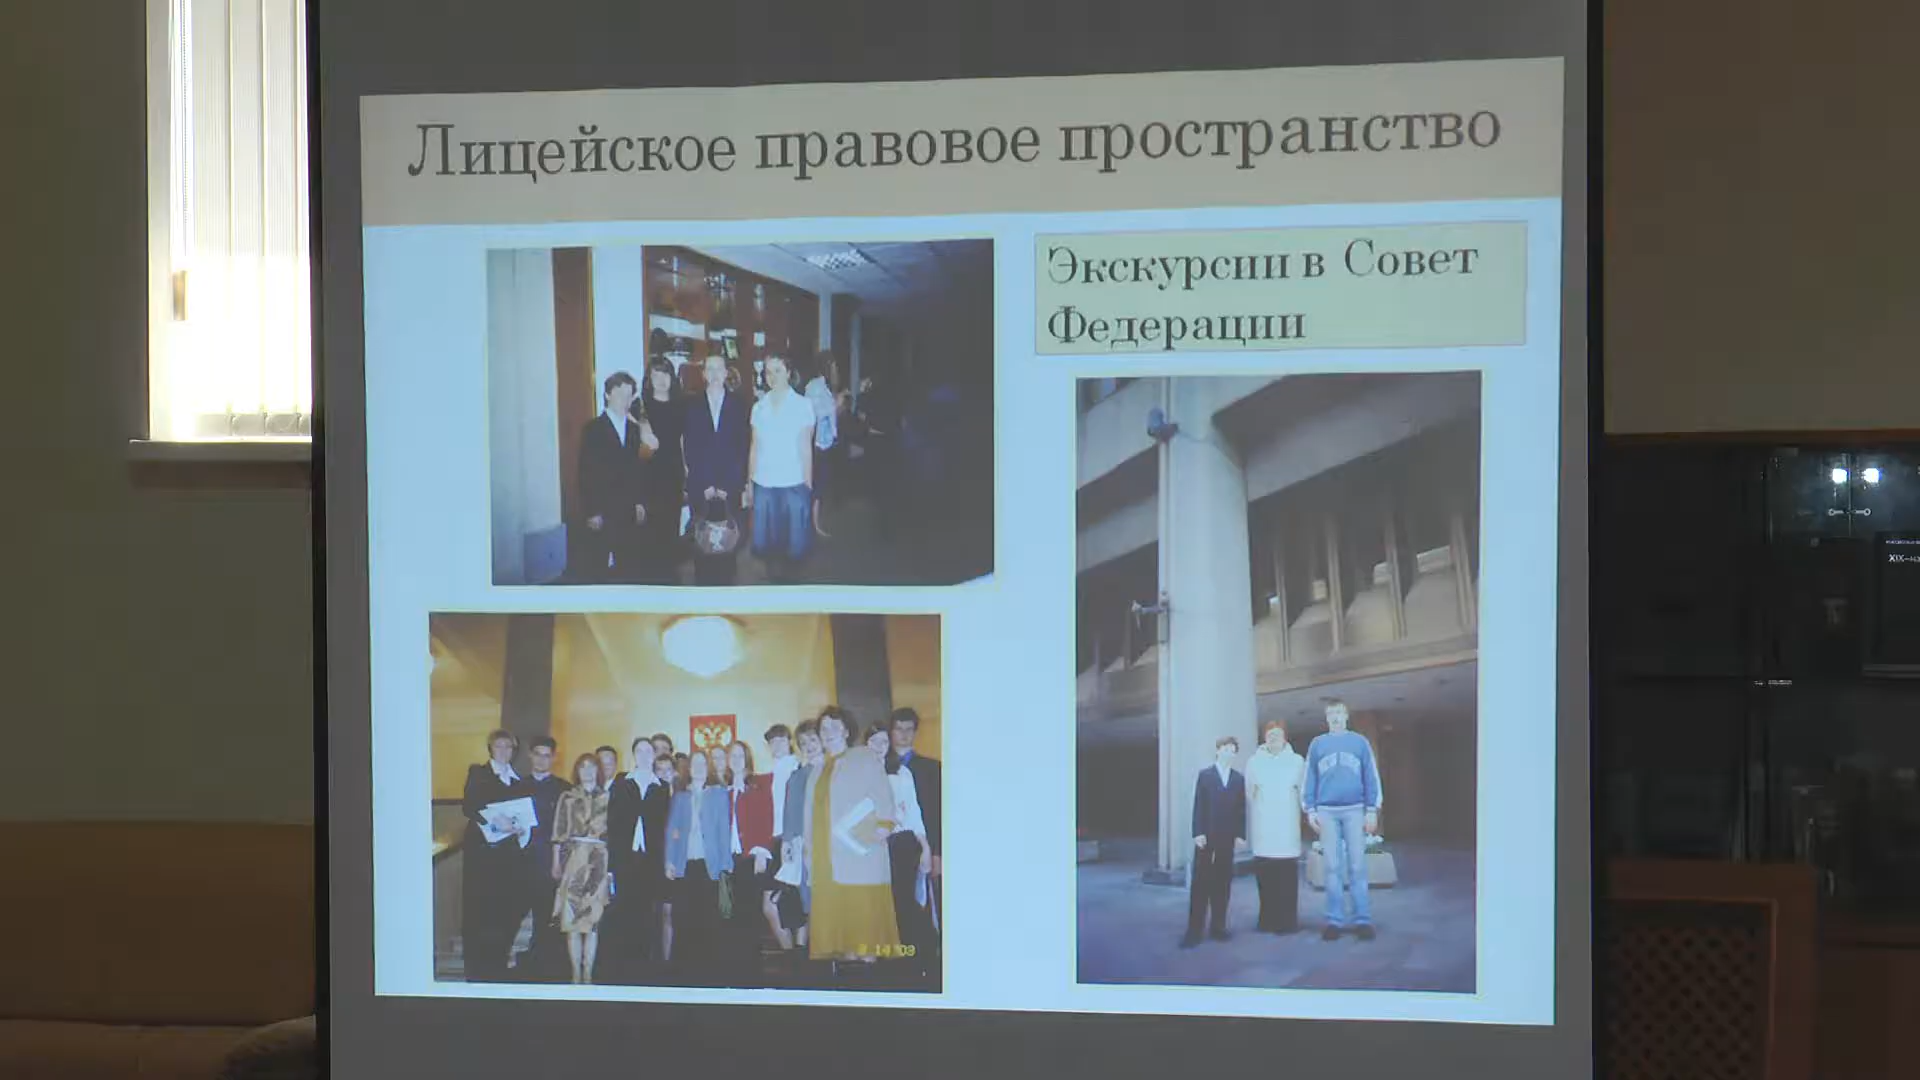 Лицейское правовое пространство
Экскурсии в Совет
Федерации